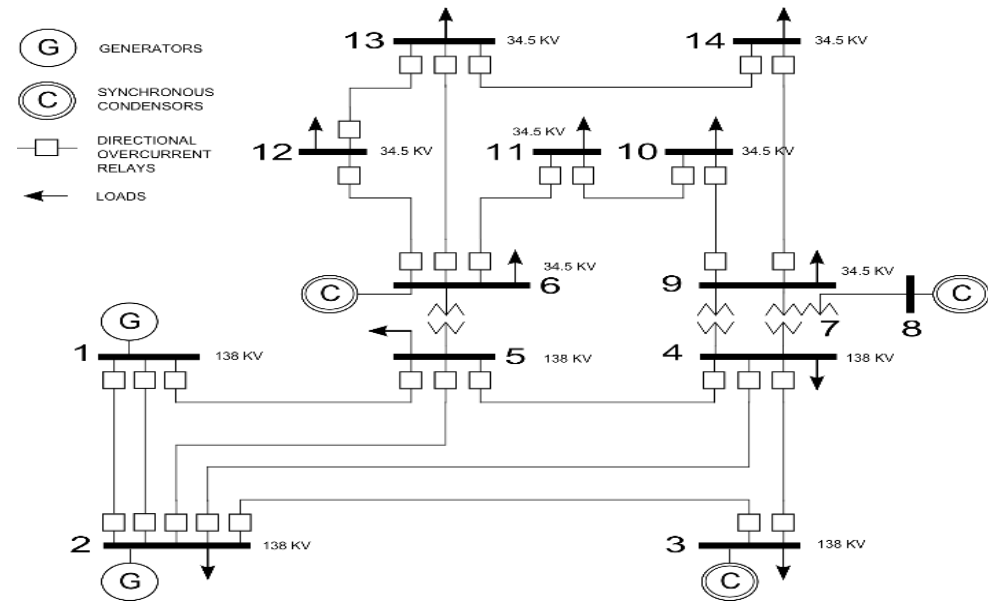 G GENERATORS
C SYNCHRONOUS
CONDENSORS
DIRECTIONAL
OVERCURRENT
RELAYS
LOADS
13 34.5 KV
14 34.5 KV
12 34.5 KV
34.5 KV
11
10 34.5 KV
C
34.5 KV
6
9 34.5 KV
7
8
C
G
1 138 KV
5 138 KV
4 138 KV
2 138 KV
G
3 138 KV
C